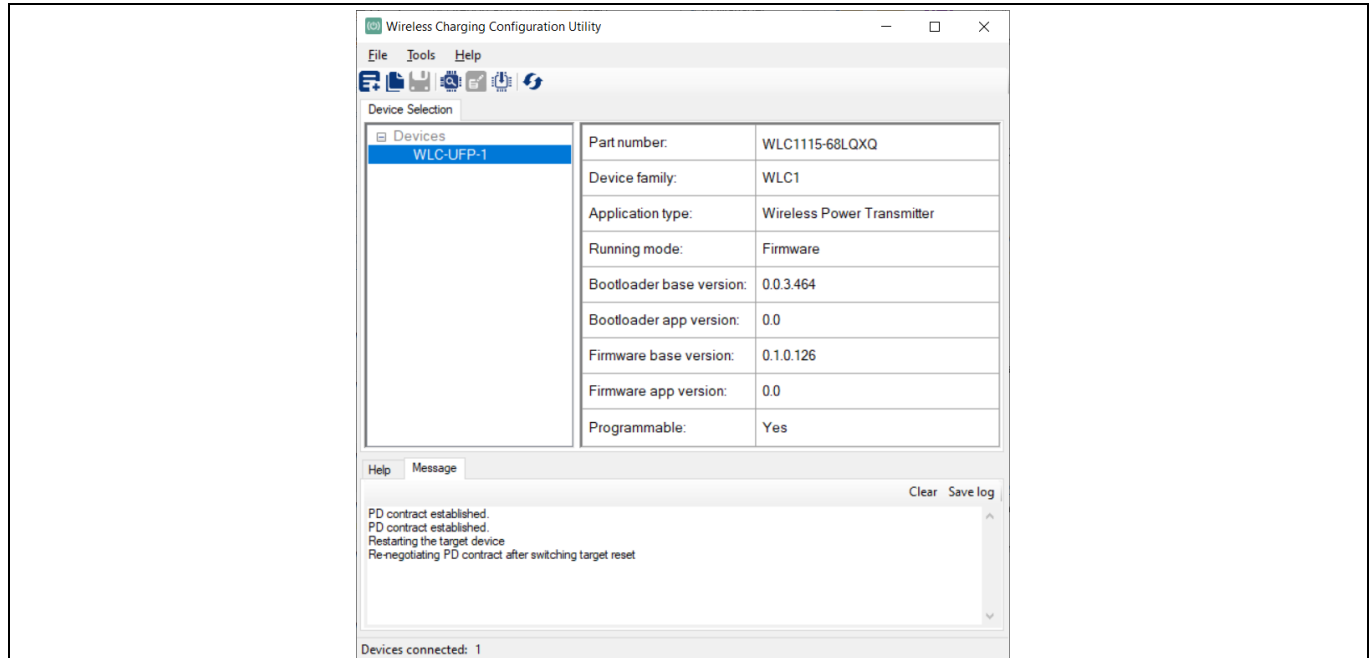 Wireless Charging Configuration Utility
File Tools Help
Device Selection
Devices
WLC-UFP-1
Part number: WLC1115-68LQXQ
Device family: WLC1
Application type: Wireless Power Transmitter
Running mode: Firmware
Bootloader base version: 0.0.3.464
Bootloader app version: 0.0
Firmware base version: 0.1.0.126
Firmware app version: 0.0
Programmable: Yes
Help Message
Clear Save log
PD contract established.
PD contract established.
Restarting the target device
Re-negotiating PD contract after switching target reset
Devices connected: 1